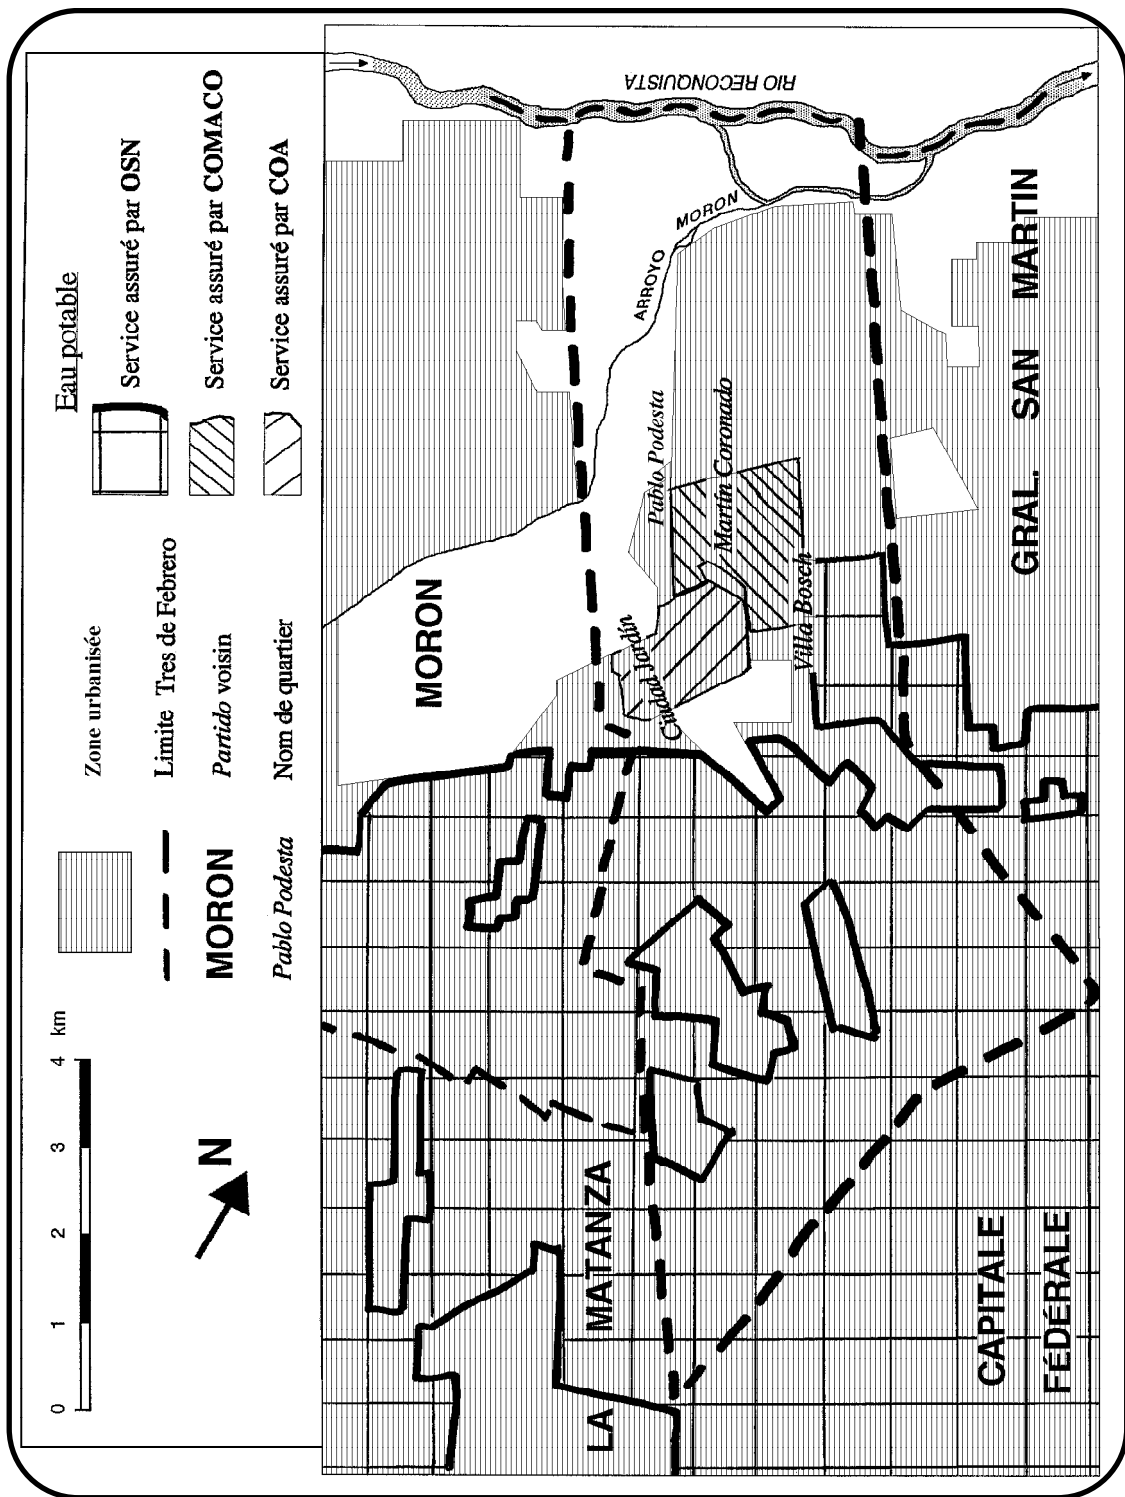 Eau potable
Service assuré par OSN
Service assuré par COMACO
Service assuré par COA
Zone urbanisée
Limite Tres de Febrero
MORON
Partido voisin
Pablo Podesta
Nom de quartier
0 1 2 3 4 km
N
RIO RECONQUISTA
ARROYO MORON
MORON
Pablo Podesta
Martín Coronado
Ciudad Jardín
Villa Bosch
GRAL. SAN MARTIN
LA MATANZA
CAPITALE
FÉDÉRALE